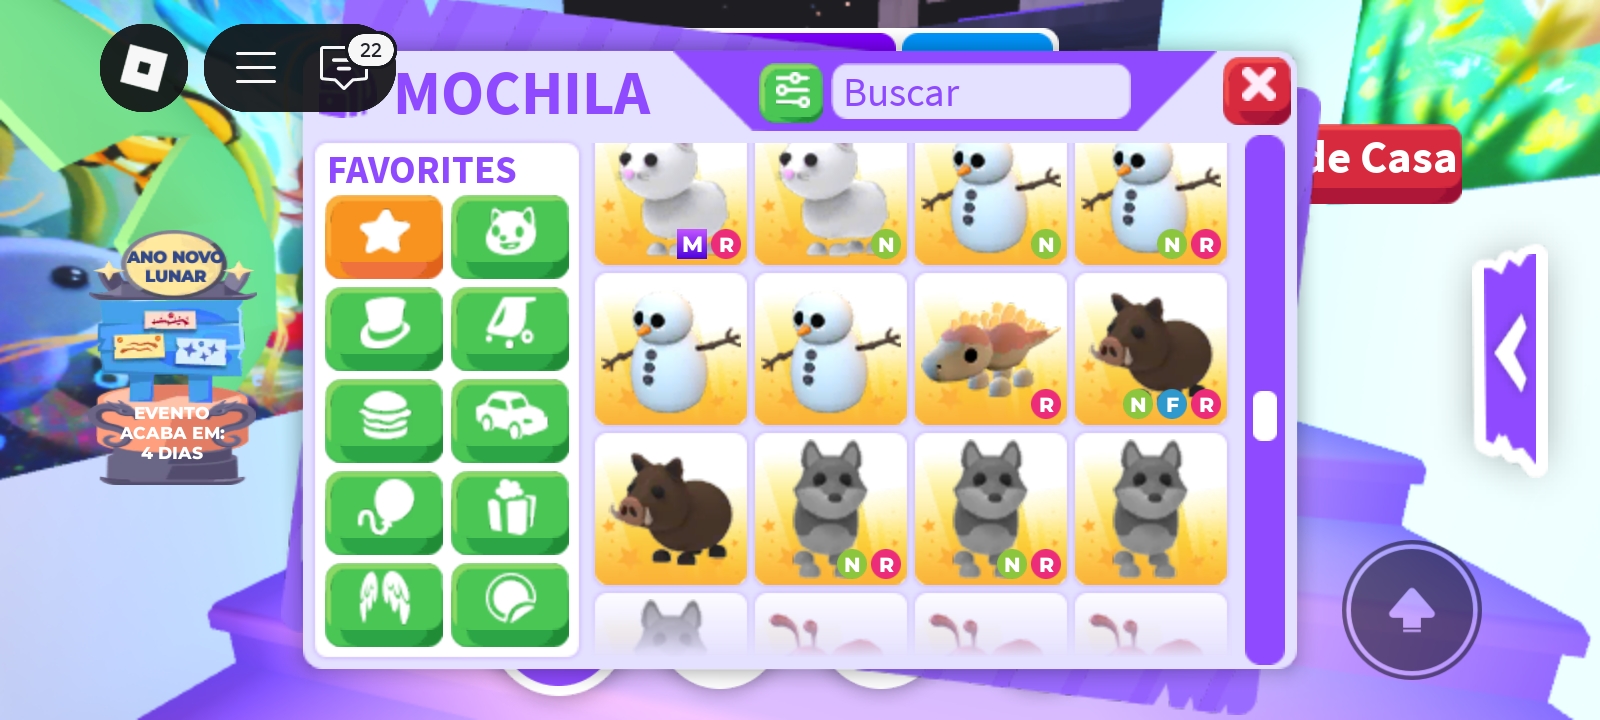 22
MOCHILA
Buscar
de Casa
FAVORITES
M R
N
N
N R
ANO NOVO
LUNAR
R
N F R
EVENTO
ACABA EM:
4 DIAS
N R
N R